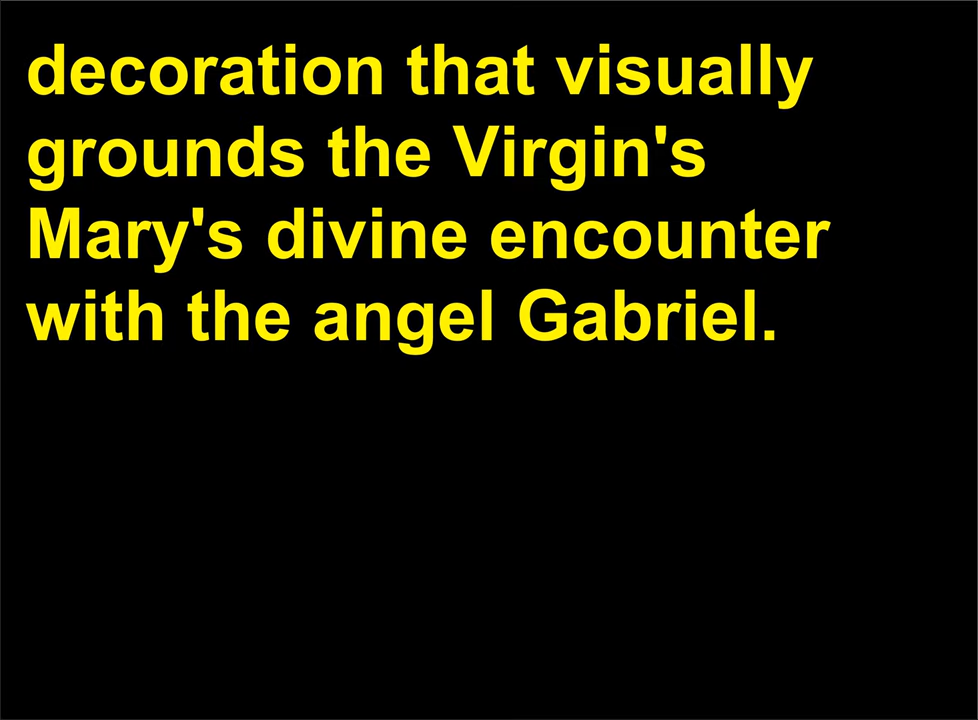 decoration that visually
grounds the Virgin's
Mary's divine encounter
with the angel Gabriel.